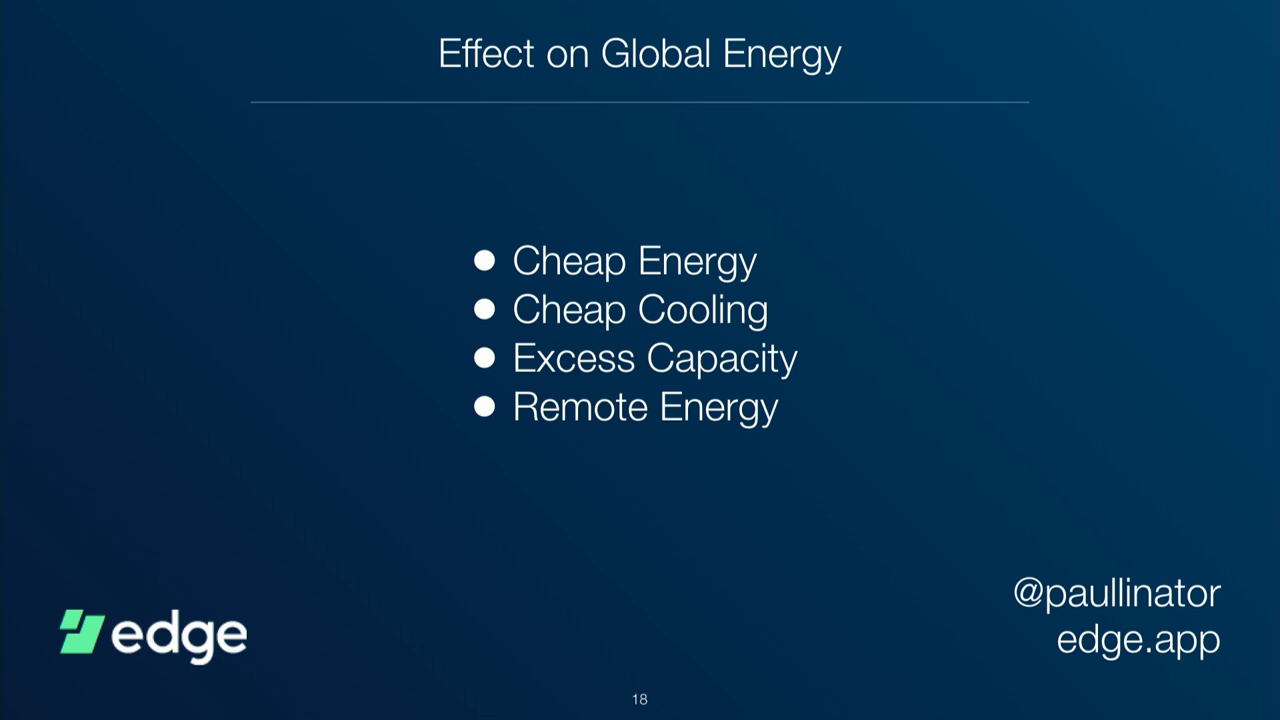 Effect on Global Energy
● Cheap Energy
● Cheap Cooling
● Excess Capacity
● Remote Energy
edge
@paullinator
edge.app
18